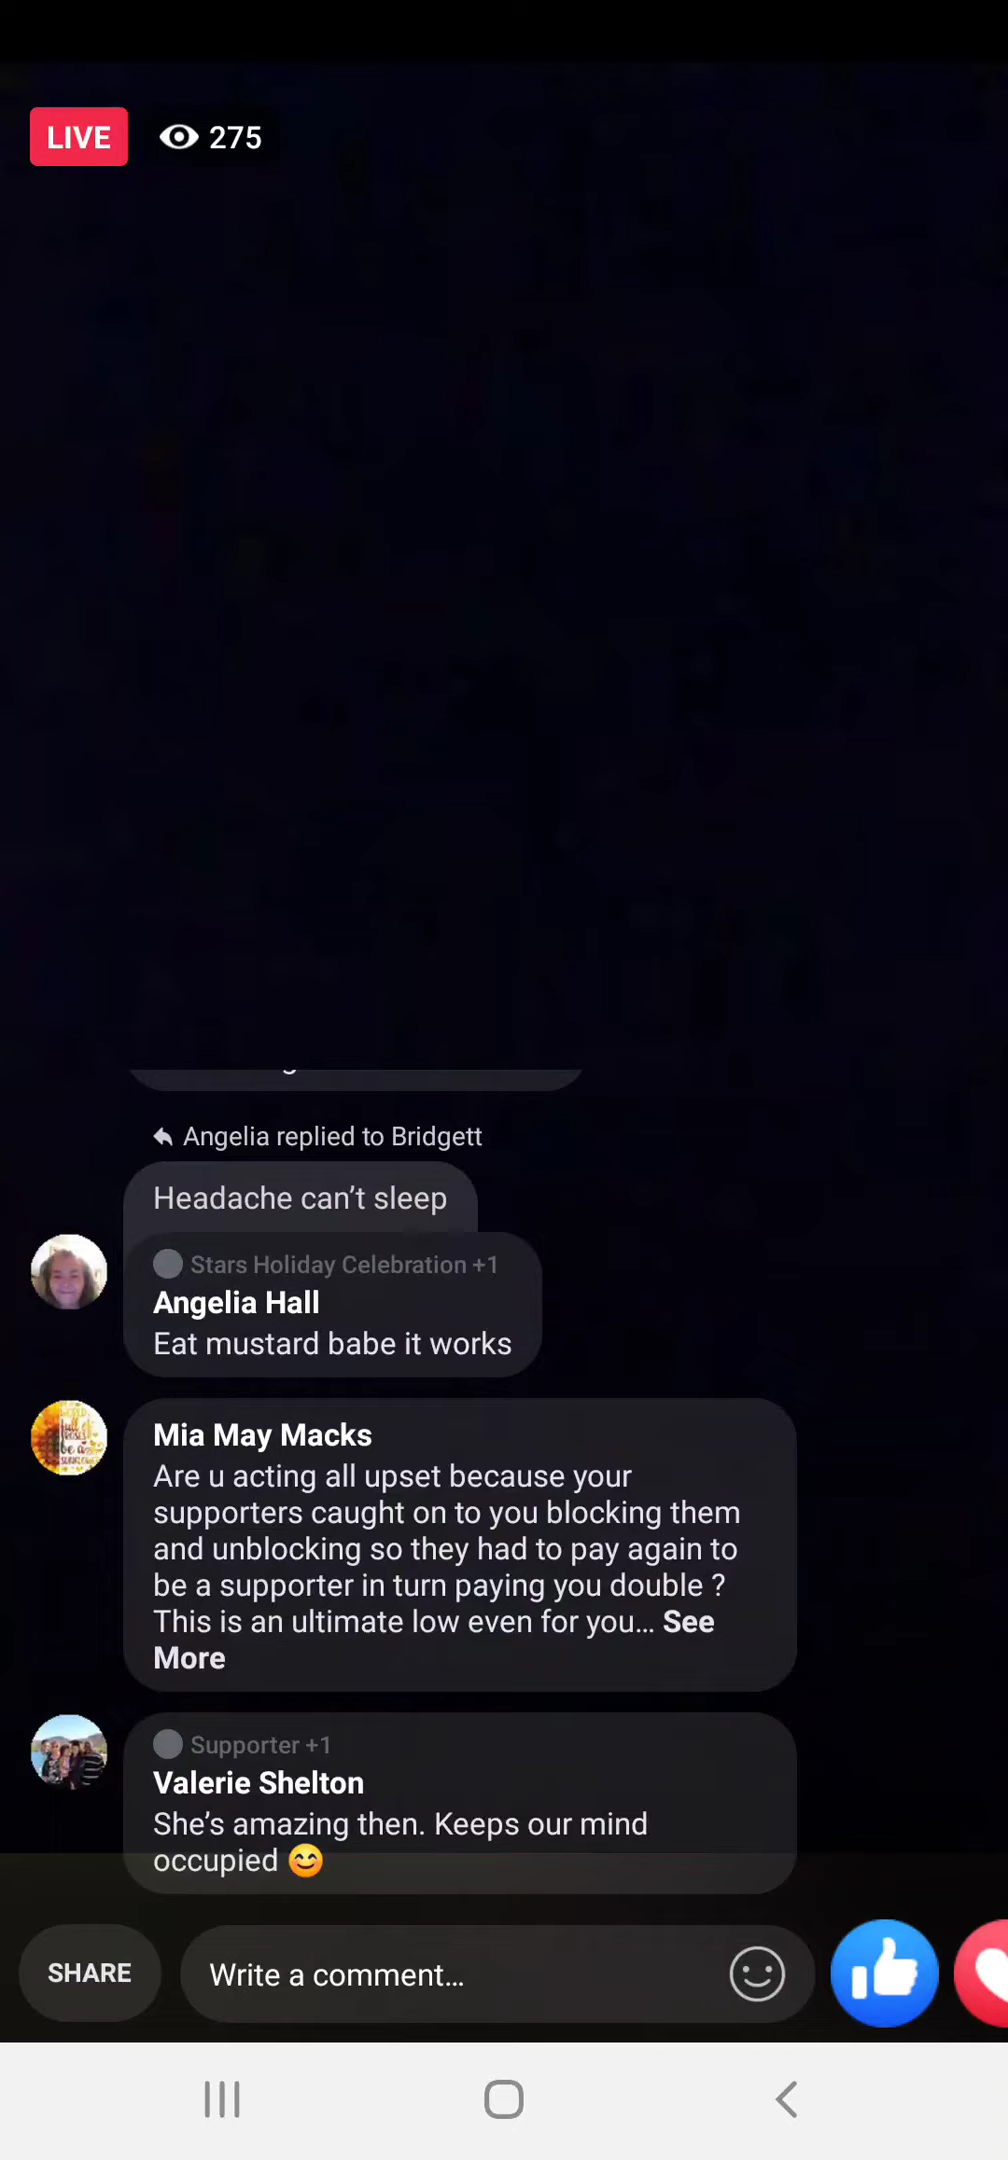 LIVE 275
Angelia replied to Bridgett
Headache can't sleep
Stars Holiday Celebration +1
Angelia Hall
Eat mustard babe it works
Mia May Macks
Are u acting all upset because your
supporters caught on to you blocking them
and unblocking so they had to pay again to
be a supporter in turn paying you double ?
This is an ultimate low even for you... See
More
Supporter +1
Valerie Shelton
She's amazing then. Keeps our mind
occupied 😊
SHARE
Write a comment...